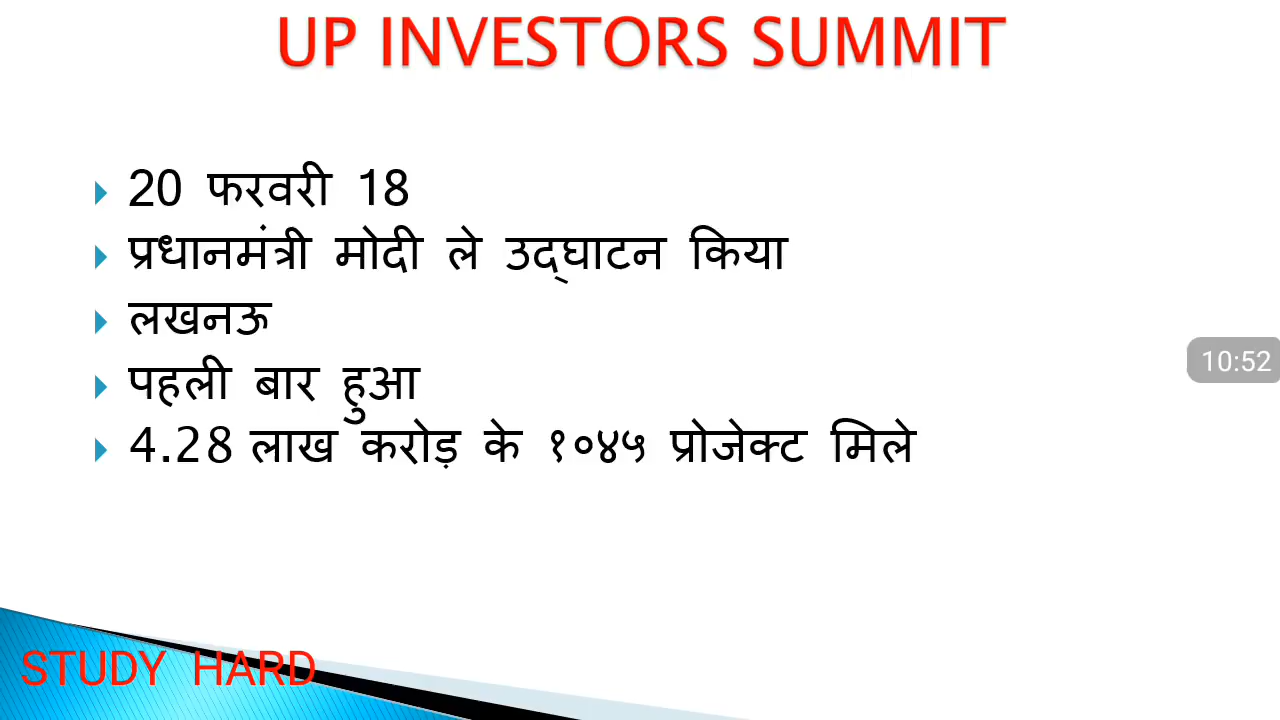 UP INVESTORS SUMMIT
20 फरवरी 18
प्रधानमंत्री मोदी ले उद्घाटन किया
लखनऊ
पहली बार हुआ
10:52
4.28 लाख करोड़ के १०४५ प्रोजेक्ट मिले
STUDY HARD